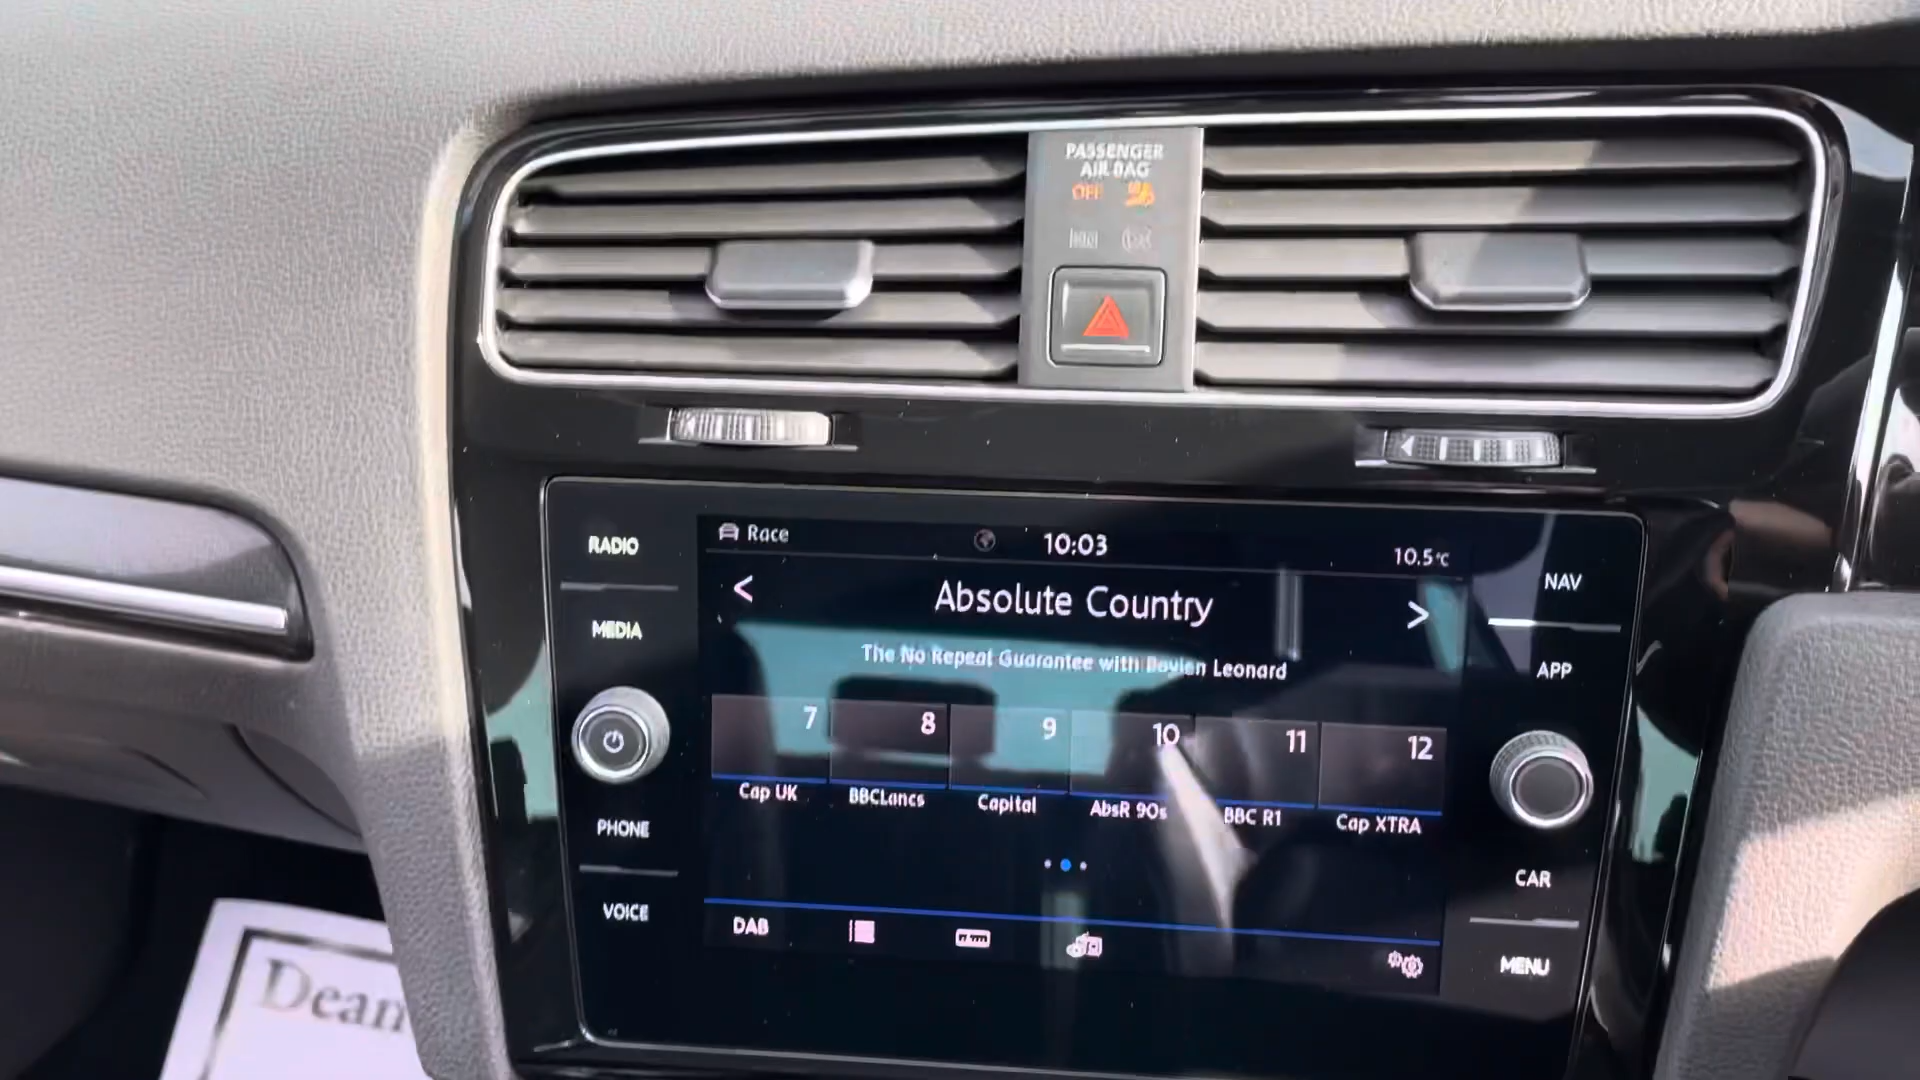 PASSENGER
AIR BAG
OFF
RADIO
MEDIA
PHONE
VOICE
Race
10:03
10.5°C
<
Absolute Country
>
The No Repeat Guarantee with Leonard
7
8
9
10
11
12
Cap UK
BBCLancs
Capital
AbsR 90s
BBC R1
Cap XTRA
DAB
NAV
APP
CAR
MENU
Dean